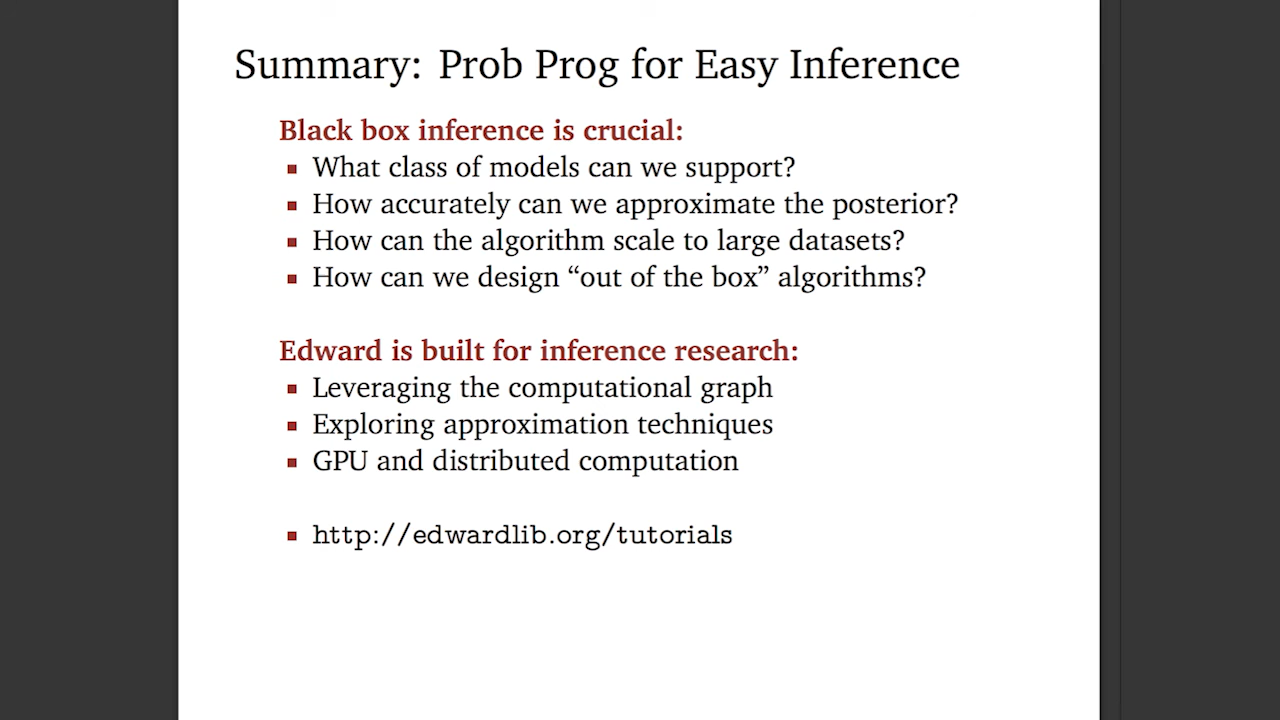 Summary: Prob Prog for Easy Inference
Black box inference is crucial:
What class of models can we support?
How accurately can we approximate the posterior?
How can the algorithm scale to large datasets?
How can we design “out of the box” algorithms?
Edward is built for inference research:
Leveraging the computational graph
Exploring approximation techniques
GPU and distributed computation
http://edwardlib.org/tutorials